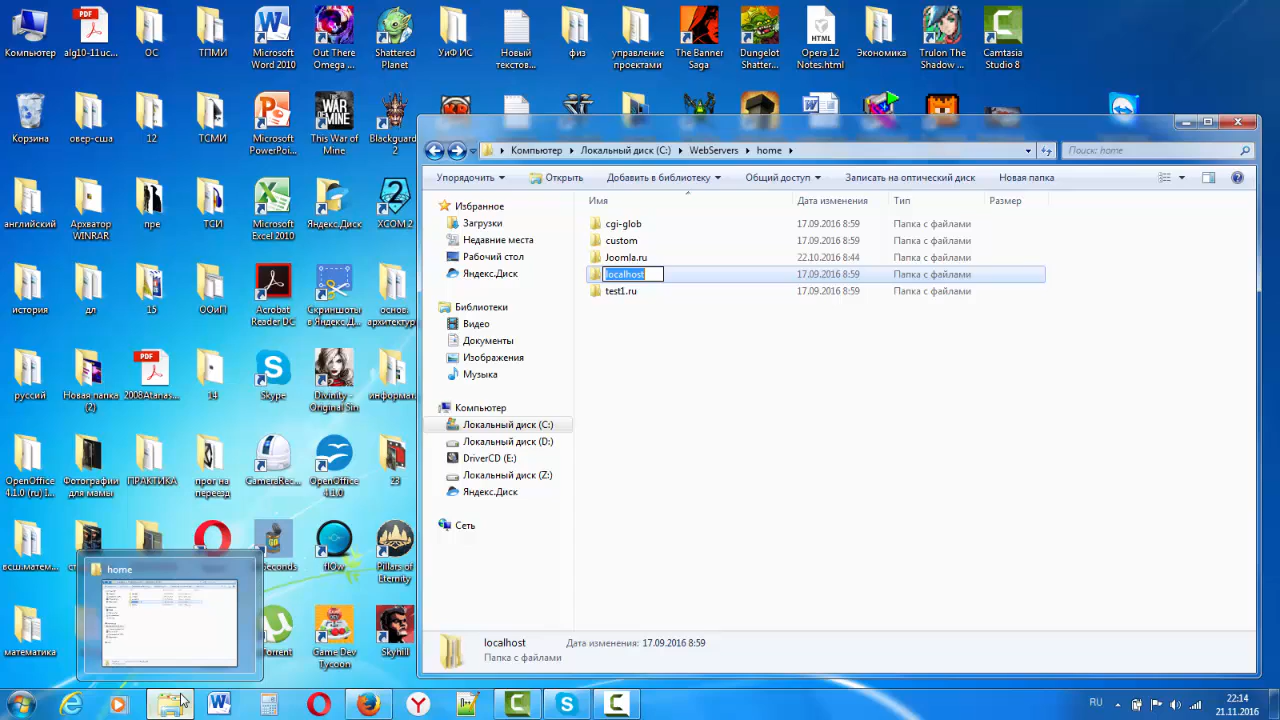 Компьютер
alg10-11uc...
ОС
ТПМИ
Microsoft
Word 2010
Out There
Omega ...
Shattered
Planet
УиФ ИС
Новый
текстов...
физ
управление
проектами
The Banner
Saga
Dungelot
Shatter...
Opera 12
Notes.html
Экономика
Trulon The
Shadow ...
Camtasia
Studio 8
Корзина
овер-сша
12
ТСМИ
Microsoft
PowerPoi...
This War of
Mine
Blackguard
2
английский
Архватор
WINRAR
пре
ТСИ
Microsoft
Excel 2010
Яндекс.Диск
XCOM 2
история
дл
15
ООиП
Acrobat
Reader DC
Скриншоты
в Яндекс.Д...
основ.
архитектур
руссий
Новая папка
(2)
2008Atanas...
14
Skype
Divinity -
Original Sin
информат.
OpenOffice
4.1.0 (ru) I...
Фотографии
для мамы
ПРАКТИКА
прог на
переезд
CameraRec...
OpenOffice
4.1.0
23
всш.матем...
flOw
Pillars of
Eternity
математика
Game Dev
Tycoon
Skyhill
home
Компьютер
Локальный диск (C:)
WebServers
home
Поиск: home
Упорядочить
Открыть
Добавить в библиотеку
Общий доступ
Записать на оптический диск
Новая папка
Избранное
Загрузки
Недавние места
Рабочий стол
Яндекс.Диск
Библиотеки
Видео
Документы
Изображения
Музыка
Компьютер
Локальный диск (C:)
Локальный диск (D:)
DriverCD (E:)
Локальный диск (Z:)
Яндекс.Диск
Сеть
Имя Дата изменения Тип Размер
cgi-glob 17.09.2016 8:59 Папка с файлами
custom 17.09.2016 8:59 Папка с файлами
Joomla.ru 22.10.2016 8:44 Папка с файлами
localhost 17.09.2016 8:59 Папка с файлами
test1.ru 17.09.2016 8:59 Папка с файлами
localhost Дата изменения: 17.09.2016 8:59
Папка с файлами
RU
22:14
21.11.2016